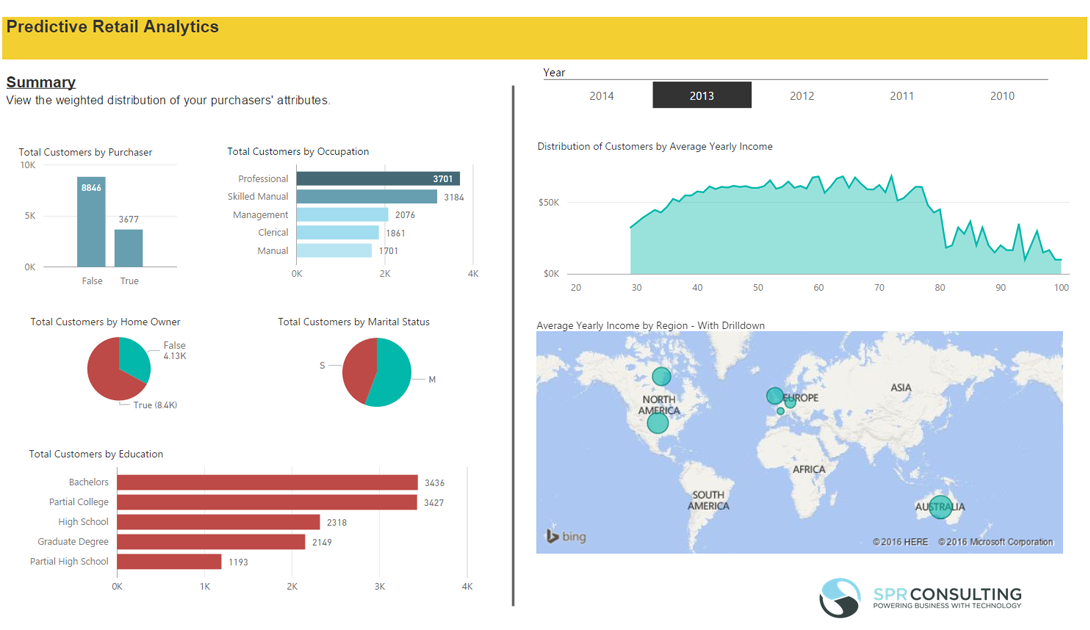 Predictive Retail Analytics
Summary
View the weighted distribution of your purchasers' attributes.
Total Customers by Purchaser
10K
5K
0K
8846
3677
False
True
Total Customers by Occupation
Professional
3701
Skilled Manual
3184
Management
2076
Clerical
1861
Manual
1701
0K
2K
4K
Total Customers by Home Owner
False
4.13K
True (8.4K)
Total Customers by Marital Status
S
M
Total Customers by Education
Bachelors
3436
Partial College
3427
High School
2318
Graduate Degree
2149
Partial High School
1193
0K
1K
2K
3K
4K
Year
2014
2013
2012
2011
2010
Distribution of Customers by Average Yearly Income
$50K
$0K
20
30
40
50
60
70
80
90
100
Average Yearly Income by Region - With Drilldown
NORTH
AMERICA
EUROPE
ASIA
AFRICA
SOUTH
AMERICA
AUSTRALIA
bing
© 2016 HERE © 2016 Microsoft Corporation
SPR CONSULTING
POWERING BUSINESS WITH TECHNOLOGY